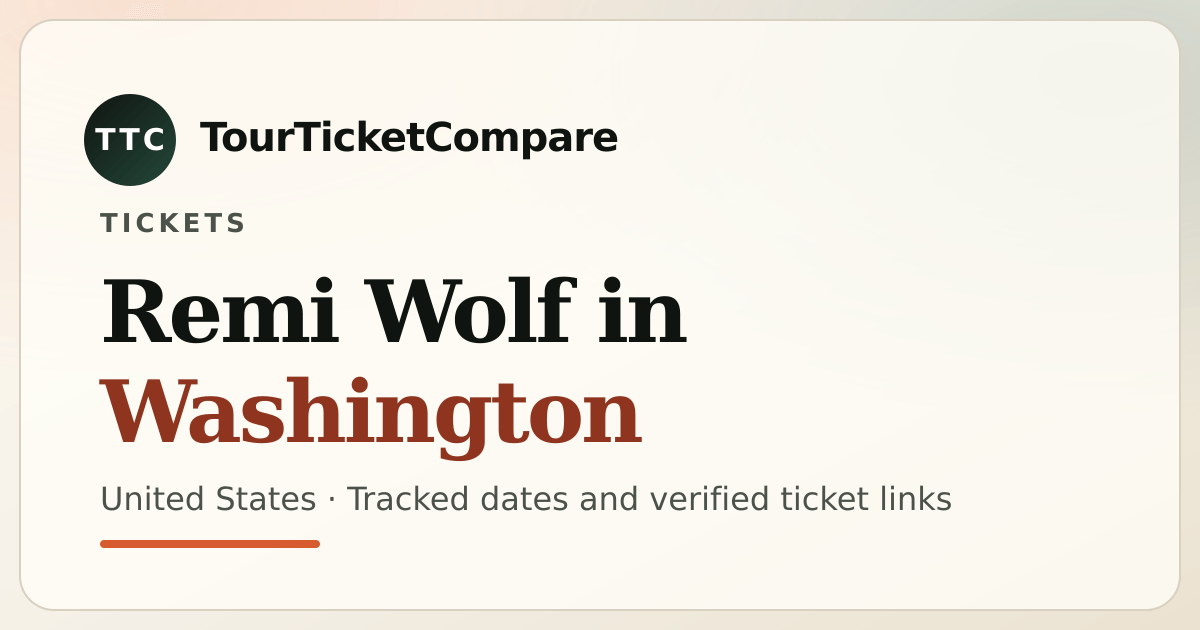 TTC TourTicketCompare
TICKETS
Remi Wolf in
Washington
United States · Tracked dates and verified ticket links